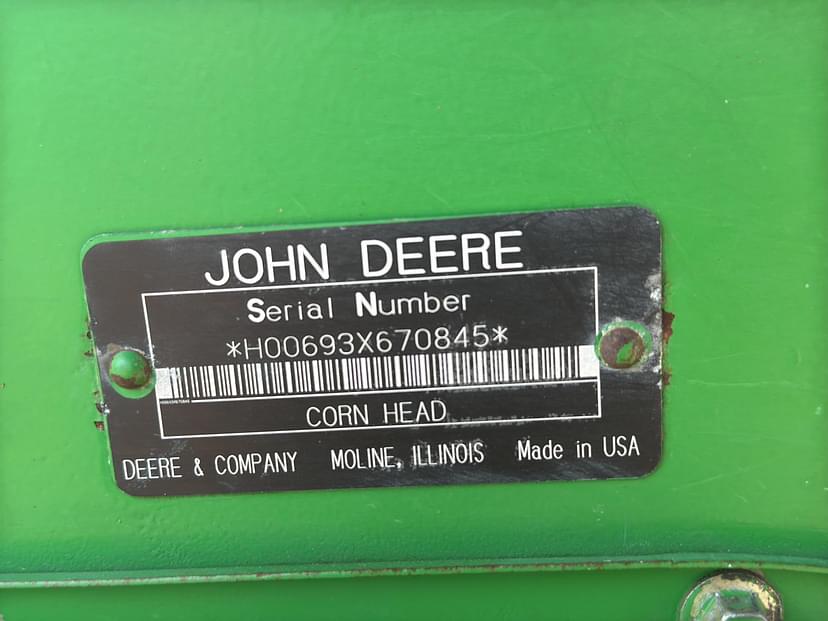 JOHN DEERE
Serial Number
*H00693X670845*
CORN HEAD
DEERE & COMPANY MOLINE, ILLINOIS Made in USA